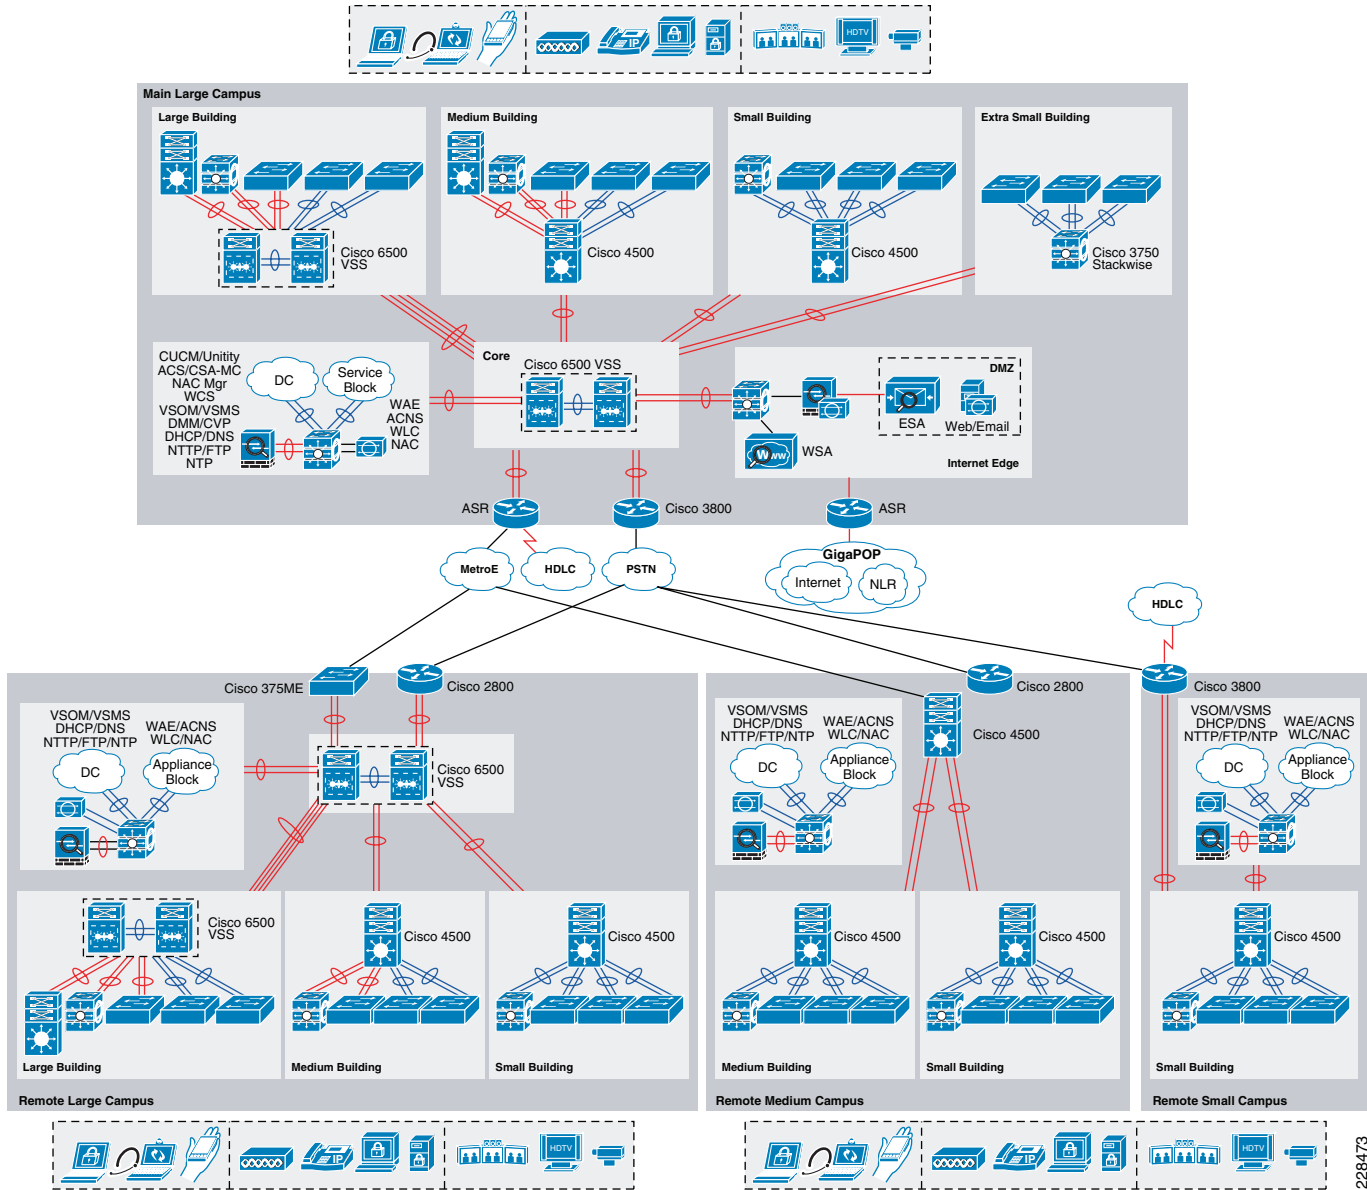 IP
HDTV
Main Large Campus
Large Building
Medium Building
Small Building
Extra Small Building
Cisco 6500
VSS
Cisco 4500
Cisco 4500
Cisco 3750
Stackwise
CUCM/Unitity
ACS/CSA-MC
NAC Mgr
WCS
VSOM/VSMS
DMM/CVP
DHCP/DNS
NTTP/FTP
NTP
DC
Service
Block
WAE
ACNS
WLC
NAC
Core
Cisco 6500 VSS
DMZ
ESA
Web/Email
Www
WSA
Internet Edge
ASR
Cisco 3800
ASR
MetroE
HDLC
PSTN
GigaPOP
Internet
NLR
HDLC
Cisco 375ME
Cisco 2800
Cisco 2800
Cisco 3800
VSOM/VSMS
DHCP/DNS
NTTP/FTP/NTP
WAE/ACNS
WLC/NAC
DC
Appliance
Block
Cisco 6500
VSS
VSOM/VSMS
DHCP/DNS
NTTP/FTP/NTP
WAE/ACNS
WLC/NAC
DC
Appliance
Block
Cisco 4500
VSOM/VSMS
DHCP/DNS
NTTP/FTP/NTP
WAE/ACNS
WLC/NAC
DC
Appliance
Block
Cisco 6500
VSS
Cisco 4500
Cisco 4500
Cisco 4500
Cisco 4500
Cisco 4500
Large Building
Medium Building
Small Building
Medium Building
Small Building
Small Building
Remote Large Campus
Remote Medium Campus
Remote Small Campus
IP
HDTV
IP
HDTV
228473